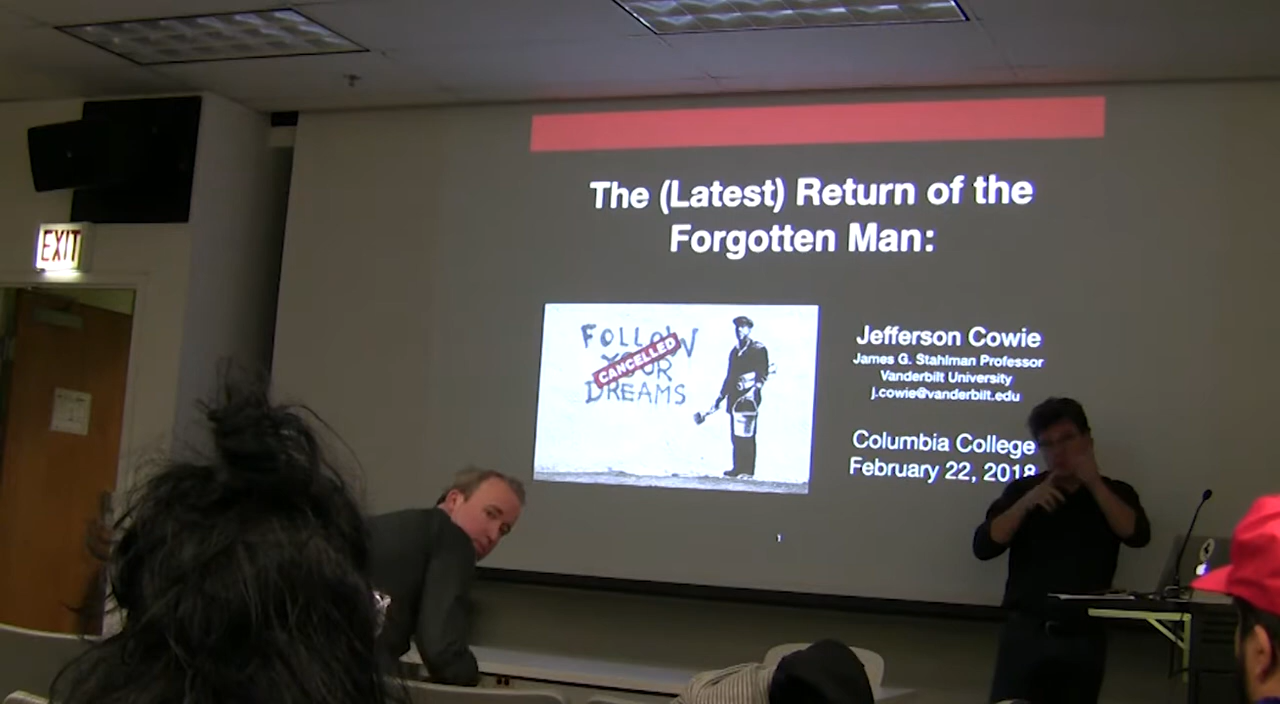 EXIT
The (Latest) Return of the
Forgotten Man:
FOLLOW
YOUR
CANCELLED
DREAMS
Jefferson Cowie
James G. Stahlman Professor
Vanderbilt University
j.cowie@vanderbilt.edu
Columbia College
February 22, 2018
1